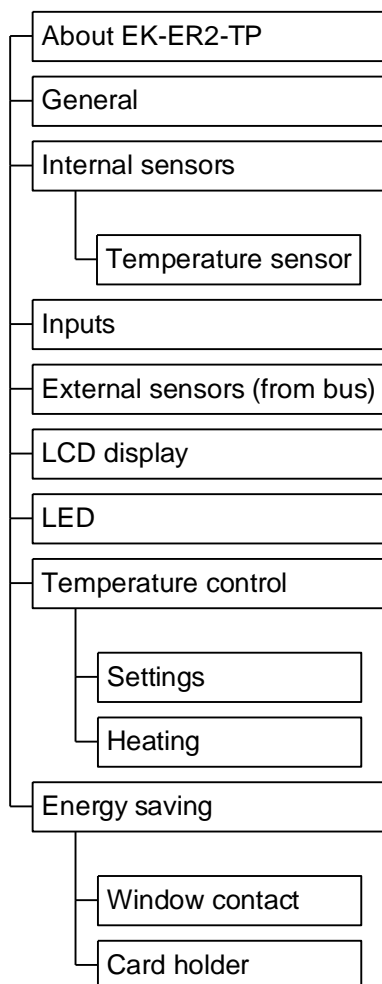 About EK-ER2-TP
General
Internal sensors
Temperature sensor
Inputs
External sensors (from bus)
LCD display
LED
Temperature control
Settings
Heating
Energy saving
Window contact
Card holder